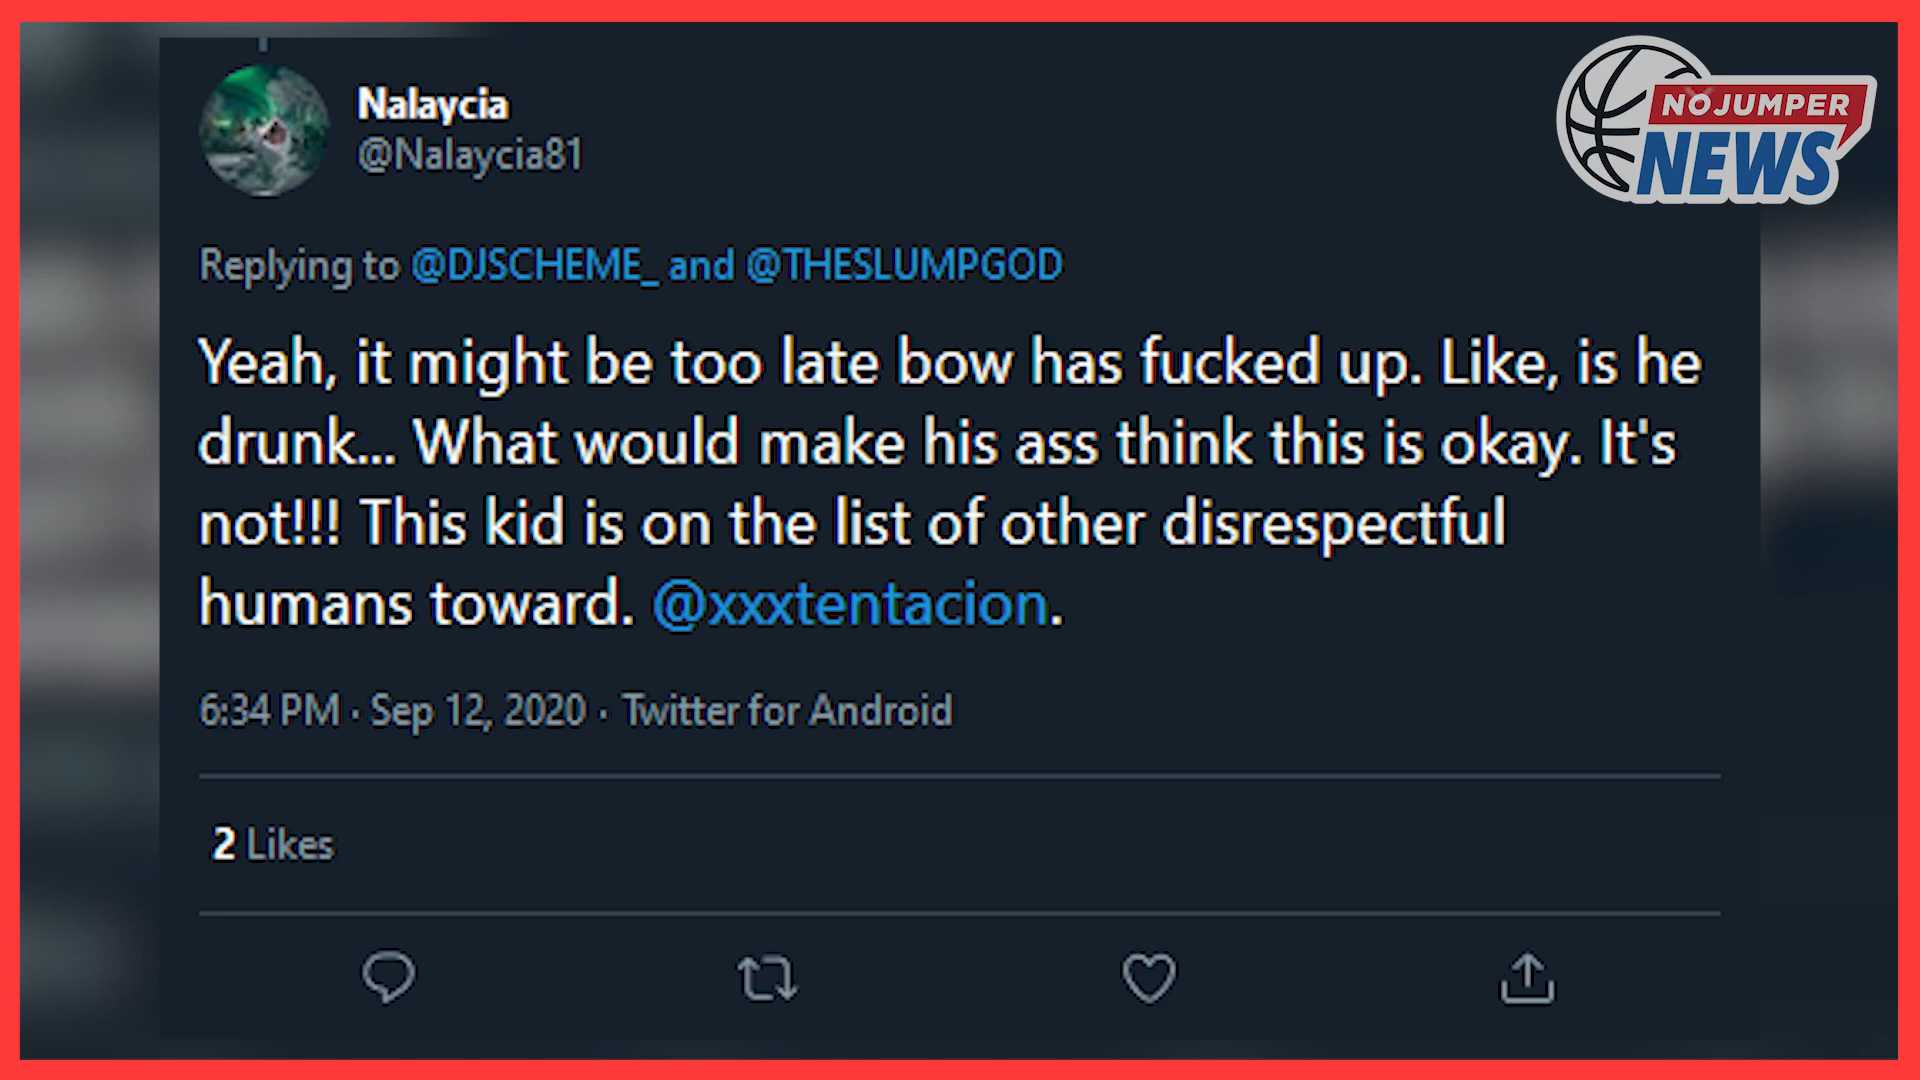 Nalaycia
@Nalaycia81
NOJUMPER
NEWS
Replying to @DJSCHEME_ and @THESLUMPGOD
Yeah, it might be too late bow has fucked up. Like, is he
drunk... What would make his ass think this is okay. It's
not!!! This kid is on the list of other disrespectful
humans toward. @xxxtentacion.
6:34 PM · Sep 12, 2020 · Twitter for Android
2 Likes